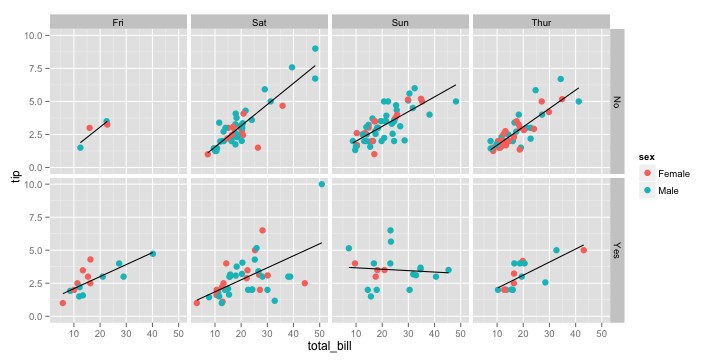 Fri Sat Sun Thur
10.0
7.5
5.0
2.5
0.0
No
10.0
7.5
5.0
2.5
0.0
Yes
tip
10 20 30 40 50 10 20 30 40 50 10 20 30 40 50 10 20 30 40 50
total_bill
sex
Female
Male